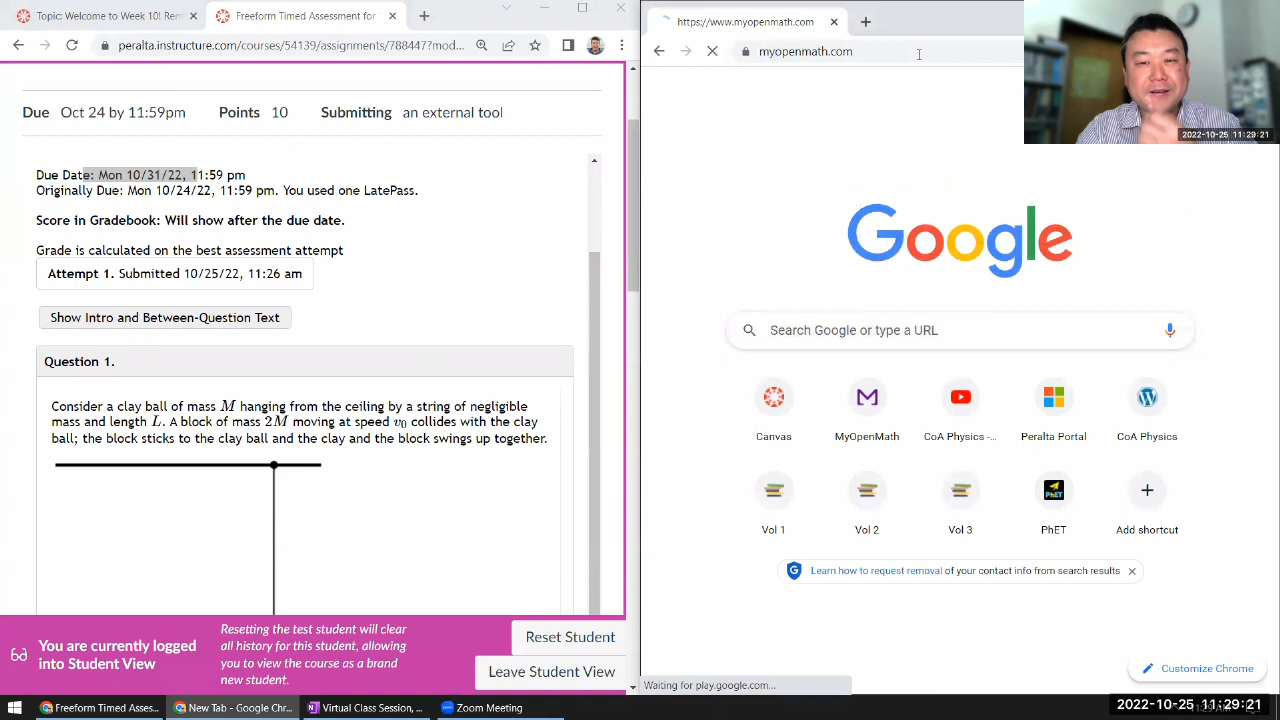 Topic: Welcome to Week 10! Rem
Freeform Timed Assessment for
https://www.myopenmath.com
peralta.instructure.com/courses/54139/assignments/788447?mod...
myopenmath.com
2022-10-25 11:29:21
Due Oct 24 by 11:59pm Points 10 Submitting an external tool
Due Date: Mon 10/31/22, 11:59 pm
Originally Due: Mon 10/24/22, 11:59 pm. You used one LatePass.
Score in Gradebook: Will show after the due date.
Grade is calculated on the best assessment attempt
Attempt 1. Submitted 10/25/22, 11:26 am
Show Intro and Between-Question Text
Question 1.
Consider a clay ball of mass M hanging from the ceiling by a string of negligible
mass and length L. A block of mass 2M moving at speed v0 collides with the clay
ball; the block sticks to the clay ball and the clay and the block swings up together.
Google
Search Google or type a URL
Canvas
MyOpenMath
CoA Physics -...
Peralta Portal
CoA Physics
Vol 1
Vol 2
Vol 3
PhET
PhET
Add shortcut
Learn how to request removal of your contact info from search results
Customize Chrome
Waiting for play.google.com...
You are currently logged
into Student View
Resetting the test student will clear
all history for this student, allowing
you to view the course as a brand
new student.
Reset Student
Leave Student View
Freeform Timed Asses...
New Tab - Google Chr...
Virtual Class Session, ...
Zoom Meeting
2022-10-25 11:29:21